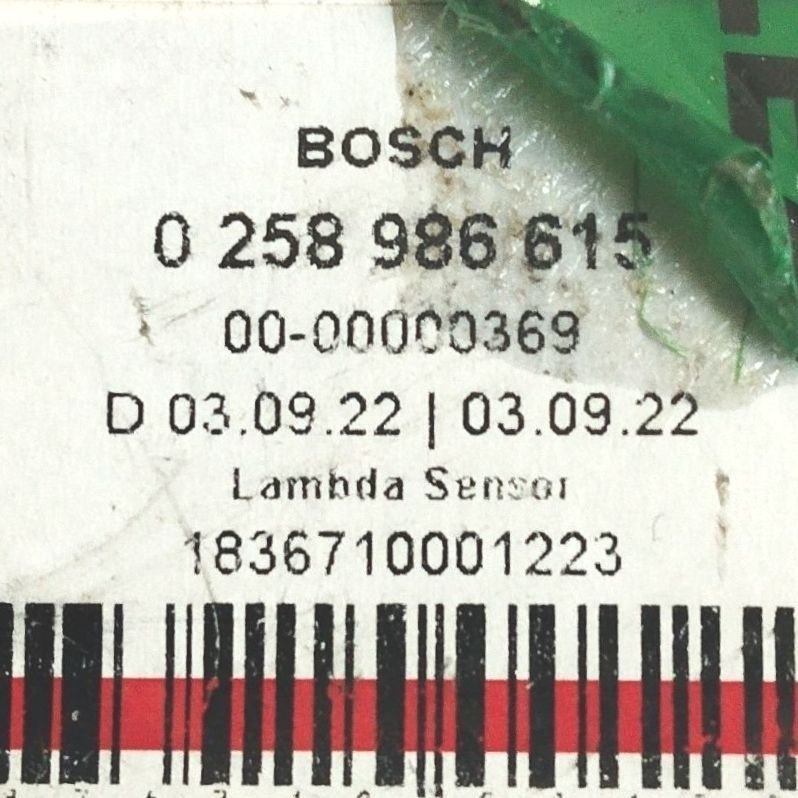 BOSCH
0 258 986 615
00-00000369
D 03.09.22 | 03.09.22
Lambda Sensor
1836710001223